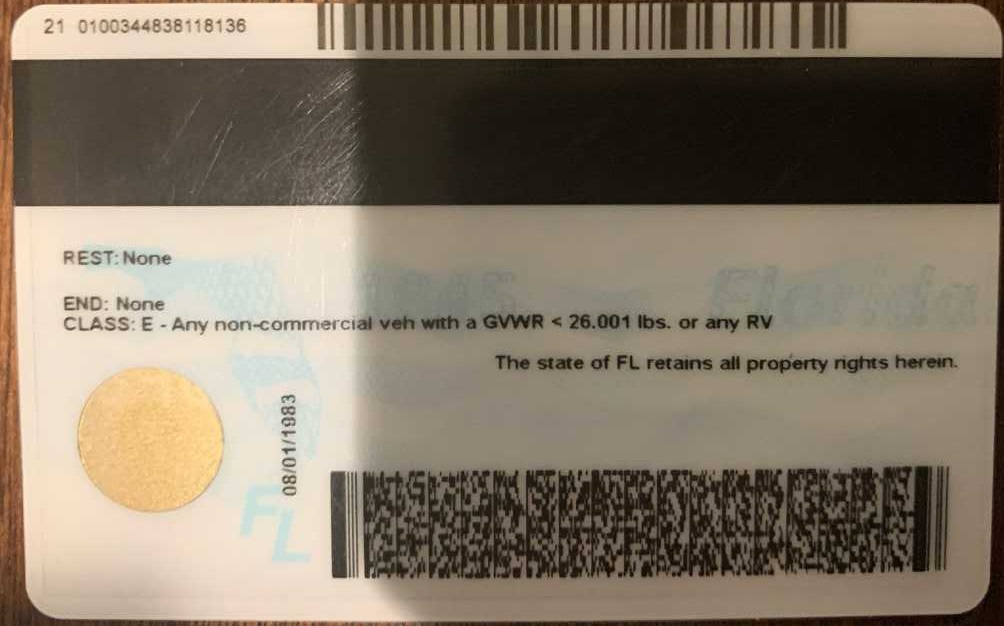 21 0100344838118136
REST: None
END: None
CLASS: E - Any non-commercial veh with a GVWR < 26.001 lbs. or any RV
The state of FL retains all property rights herein.
08/01/1983
FL
Florida